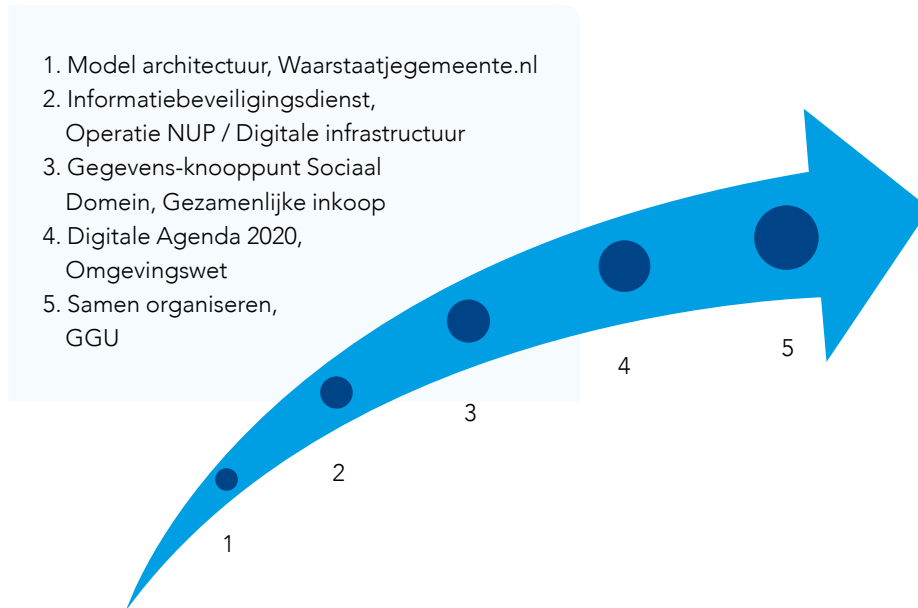 1. Model architectuur, Waarstaatjegemeente.nl
2. Informatiebeveiligingsdienst,
Operatie NUP / Digitale infrastructuur
3. Gegevens-knooppunt Sociaal
Domein, Gezamenlijke inkoop
4. Digitale Agenda 2020,
Omgevingswet
5. Samen organiseren,
GGU
5
4
3
2
1